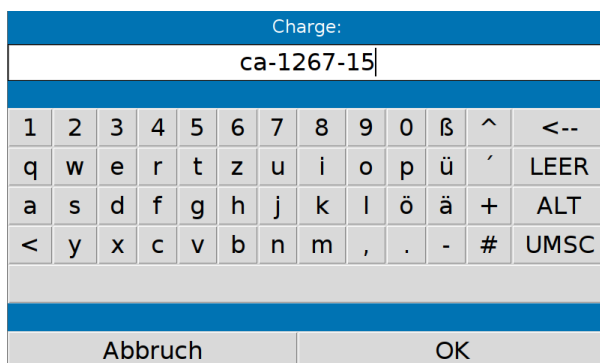 Charge:
ca-1267-15
1 2 3 4 5 6 7 8 9 0 ß ^ <--
q w e r t z u i o p ü ´ LEER
a s d f g h j k l ö ä + ALT
< y x c v b n m , . - # UMSC
Abbruch OK